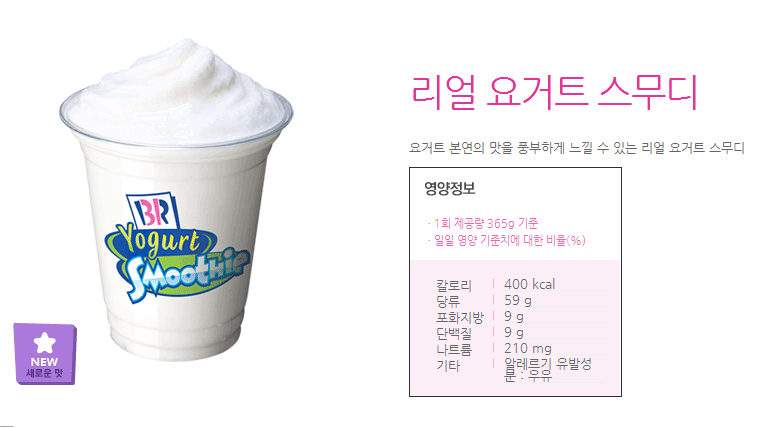 리얼 요거트 스무디
요거트 본연의 맛을 풍부하게 느낄 수 있는 리얼 요거트 스무디
영양정보
· 1회 제공량 365g 기준
· 일일 영양 기준치에 대한 비율(%)
칼로리 400 kcal
당류 59 g
포화지방 9 g
단백질 9 g
나트륨 210 mg
기타 알레르기 유발성
분 : 우유
BR
Yogurt
Smoothie
NEW
새로운 맛